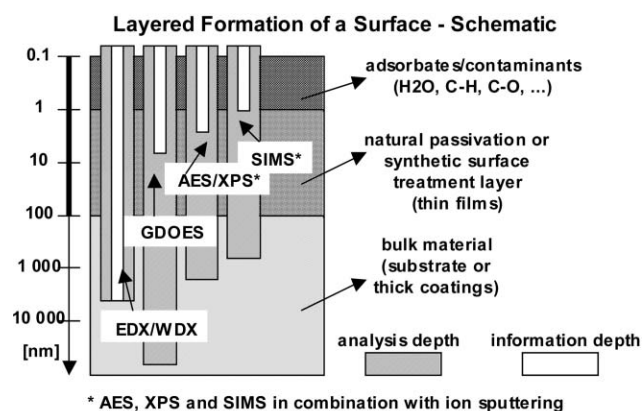 Layered Formation of a Surface - Schematic
0.1
1
10
100
1 000
10 000
[nm]
SIMS*
AES/XPS*
GDOES
EDX/WDX
adsorbates/contaminants
(H2O, C-H, C-O, ...)
natural passivation or
synthetic surface
treatment layer
(thin films)
bulk material
(substrate or
thick coatings)
analysis depth
information depth
* AES, XPS and SIMS in combination with ion sputtering